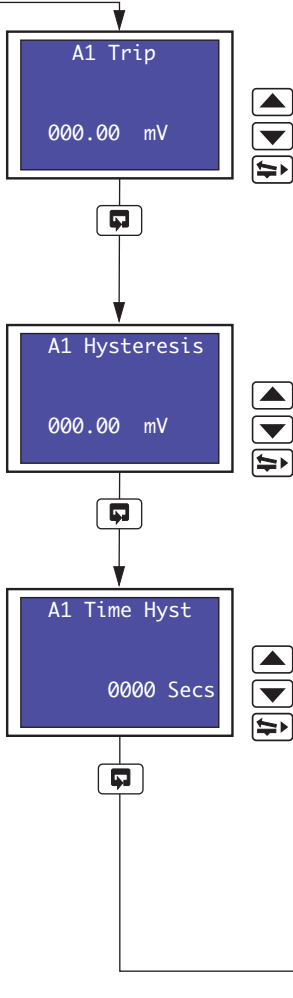 A1 Trip
000.00 mV
A1 Hysteresis
000.00 mV
A1 Time Hyst
0000 Secs